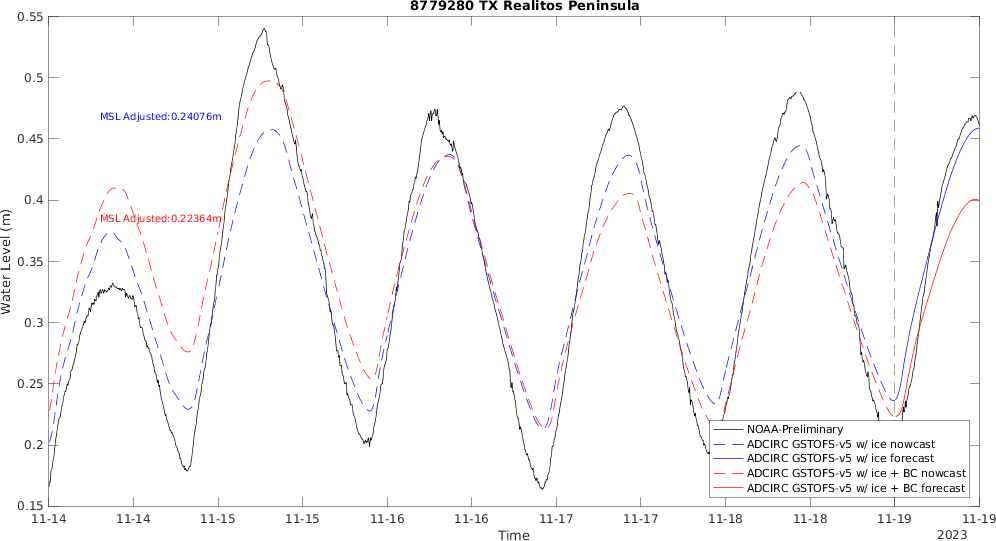 8779280 TX Realitos Peninsula
0.55
0.5
0.45
0.4
0.35
0.3
0.25
0.2
0.15
Water Level (m)
MSL Adjusted:0.24076m
MSL Adjusted:0.22364m
NOAA-Preliminary
ADCIRC GSTOFS-v5 w/ ice nowcast
ADCIRC GSTOFS-v5 w/ ice forecast
ADCIRC GSTOFS-v5 w/ ice + BC nowcast
ADCIRC GSTOFS-v5 w/ ice + BC forecast
11-14 11-14 11-15 11-15 11-16 11-16 11-17 11-17 11-18 11-18 11-19 11-19
Time
2023